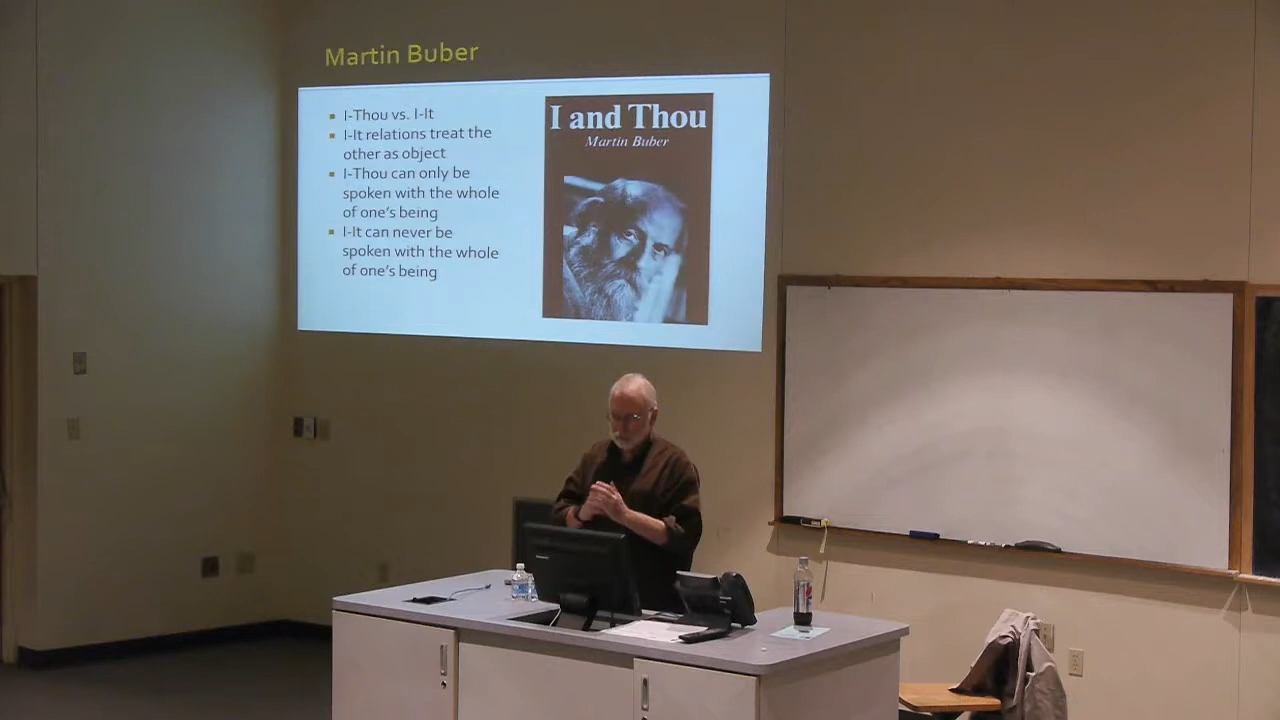 Martin Buber
I-Thou vs. I-It
I-It relations treat the
other as object
I-Thou can only be
spoken with the whole
of one's being
I-It can never be
spoken with the whole
of one's being
I and Thou
Martin Buber